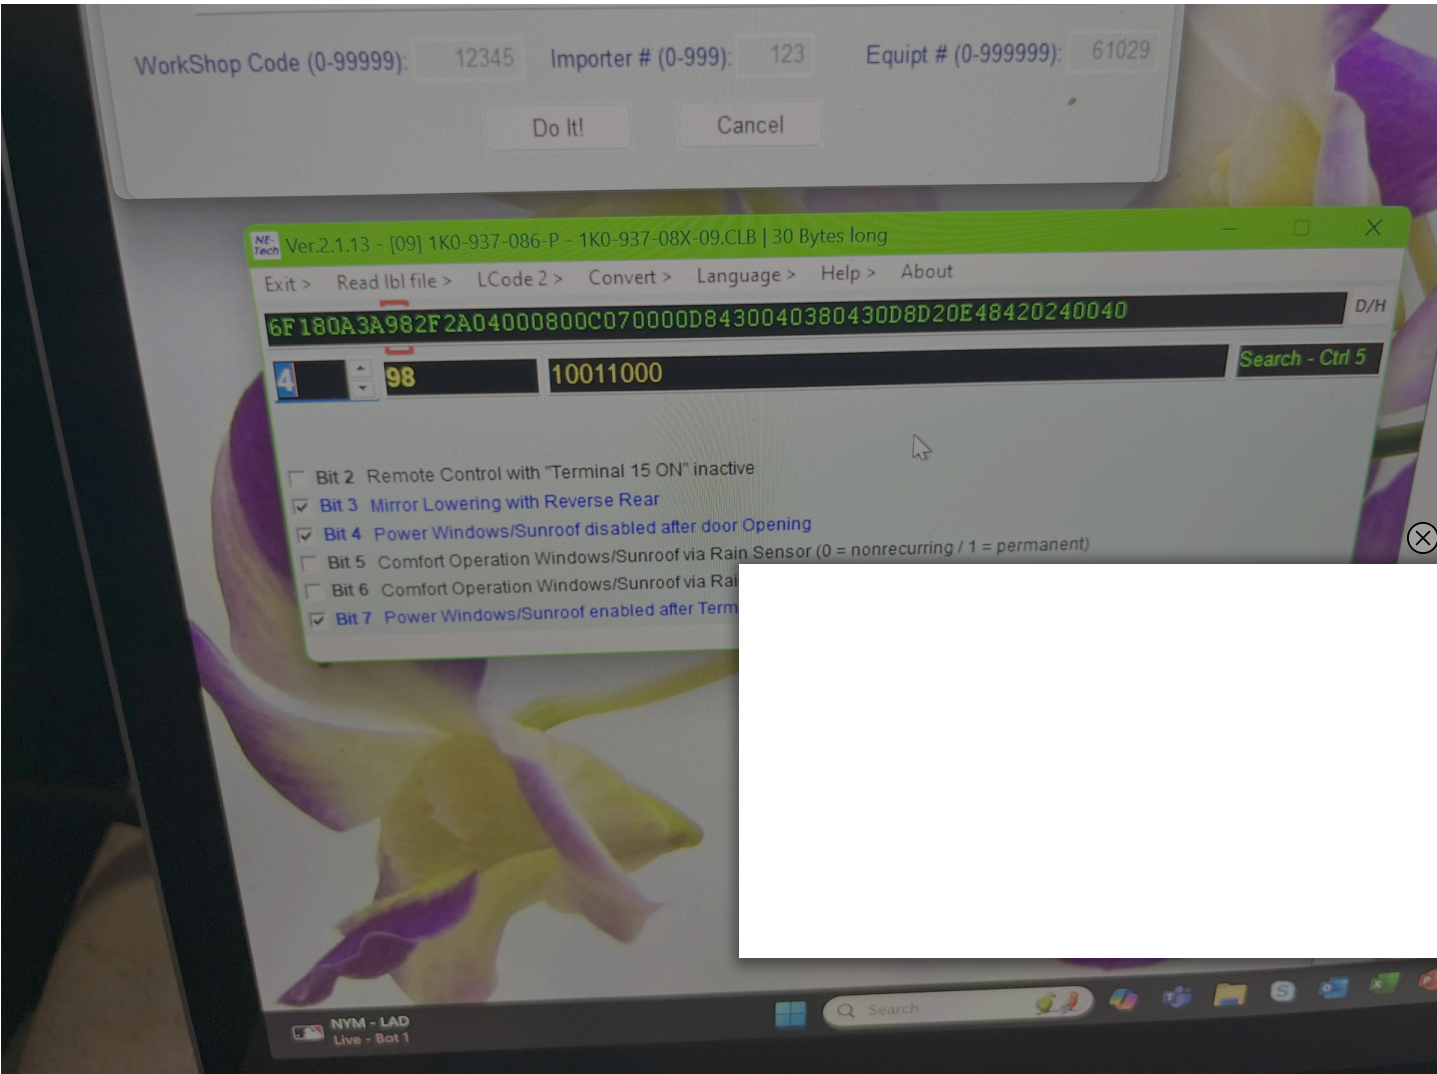 WorkShop Code (0-99999): 12345 Importer # (0-999): 123 Equipt # (0-999999): 61029
Do It! Cancel
NE-Tech Ver.2.1.13 - [09] 1K0-937-086-P - 1K0-937-08X-09.CLB | 30 Bytes long
Exit > Read lbl file > LCode 2 > Convert > Language > Help > About
6F180A3A982F2A04000800C070000D8430040380430D8D20E48420240040 D/H
4 98 10011000 Search - Ctrl 5
Bit 2 Remote Control with "Terminal 15 ON" inactive
Bit 3 Mirror Lowering with Reverse Rear
Bit 4 Power Windows/Sunroof disabled after door Opening
Bit 5 Comfort Operation Windows/Sunroof via Rain Sensor (0 = nonrecurring / 1 = permanent)
Bit 6 Comfort Operation Windows/Sunroof via Rai
Bit 7 Power Windows/Sunroof enabled after Term
NYM - LAD
Live - Bot 1
Search